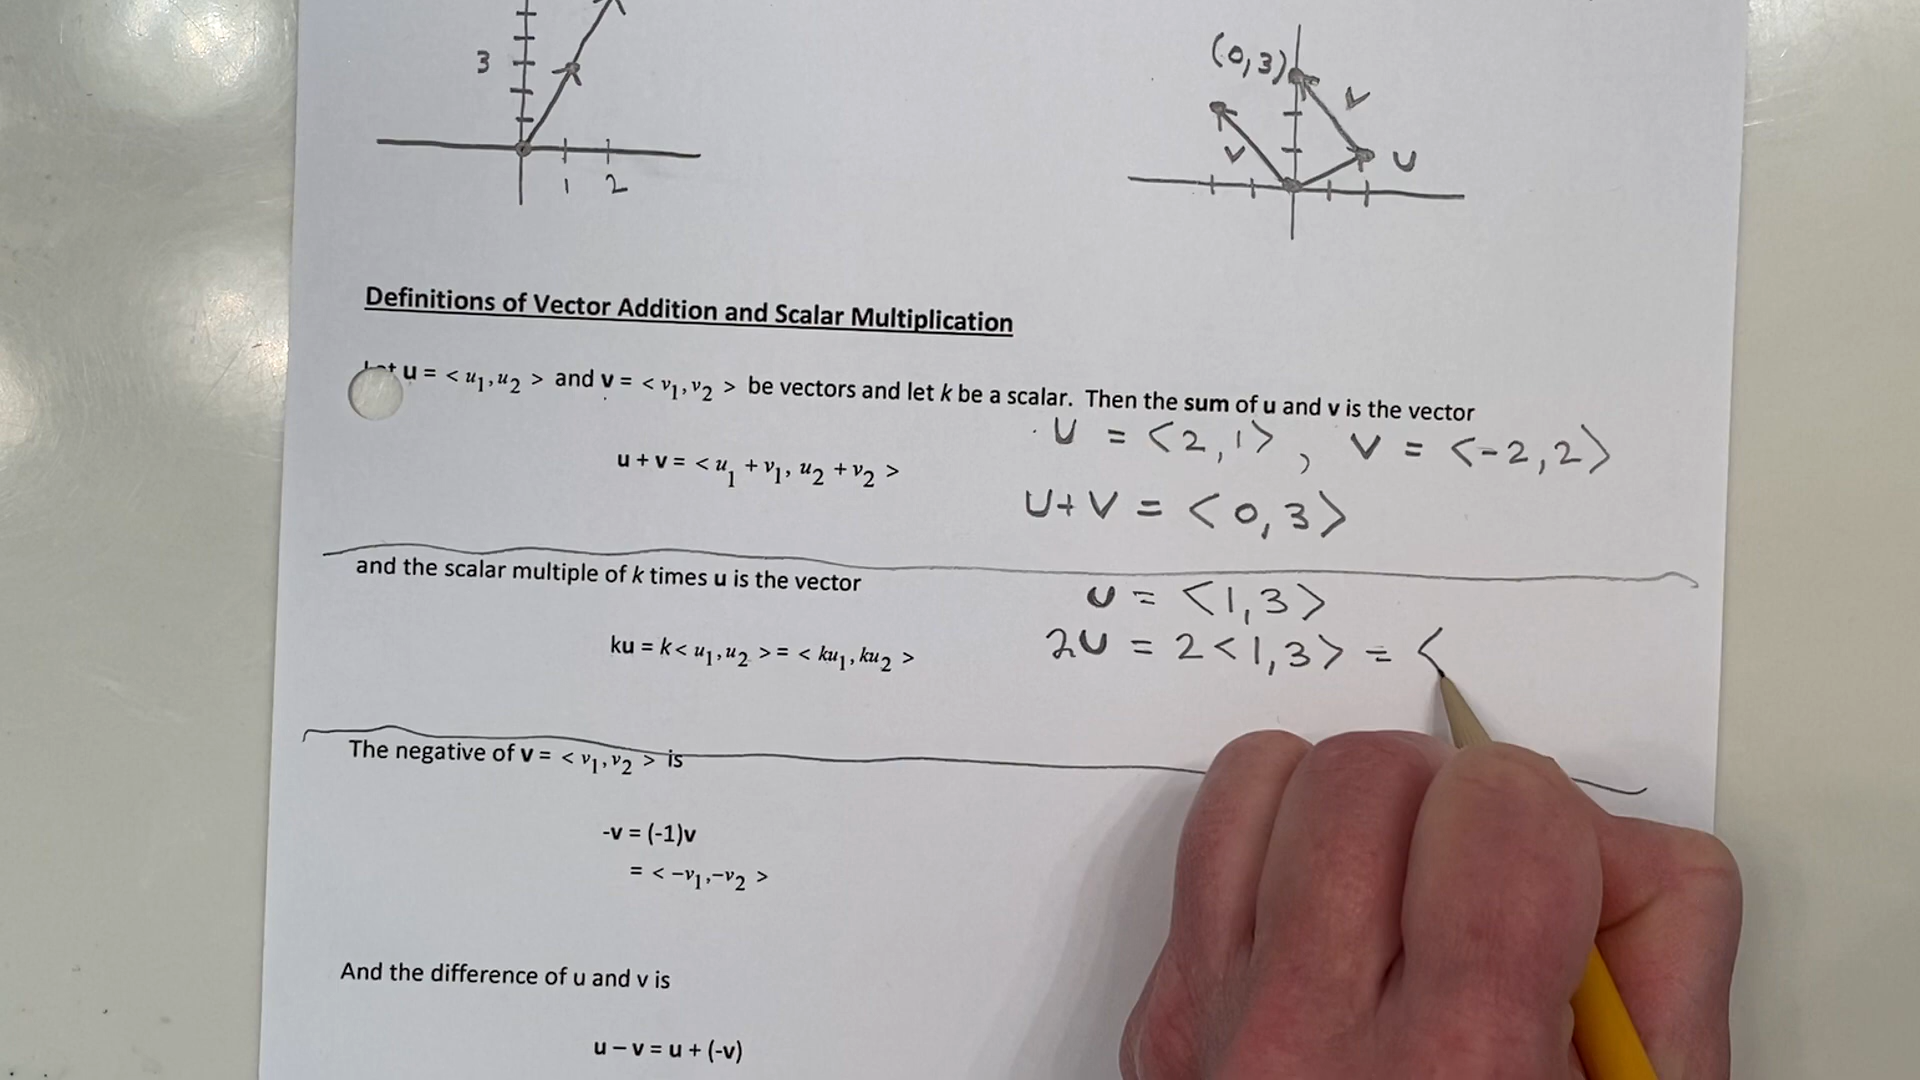 3
1 2
(0,3)
v
v
U
Definitions of Vector Addition and Scalar Multiplication
u = < u1, u2 > and v = < v1, v2 > be vectors and let k be a scalar. Then the sum of u and v is the vector
U = <2,1> , V = <-2,2>
u + v = < u1 + v1, u2 + v2 >
U+V = <0,3>
and the scalar multiple of k times u is the vector
U = <1,3>
ku = k< u1, u2 > = < ku1, ku2 >
2U = 2<1,3> = <
The negative of v = < v1, v2 > is
-v = (-1)v
= < −v1,−v2 >
And the difference of u and v is
u – v = u + (-v)